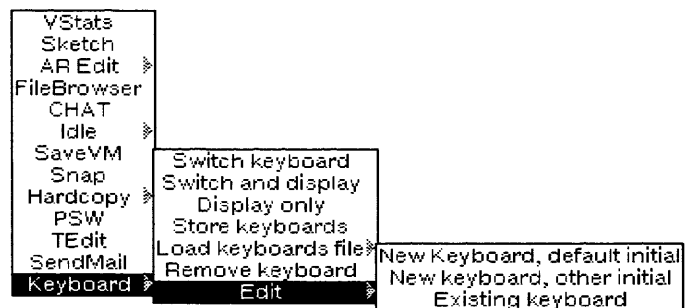 VStats
Sketch
AR Edit
FileBrowser
CHAT
Idle
SaveVM
Snap
Hardcopy
PSW
TEdit
SendMail
Keyboard
Switch keyboard
Switch and display
Display only
Store keyboards
Load keyboards file
Remove keyboard
Edit
New Keyboard, default initial
New keyboard, other initial
Existing keyboard